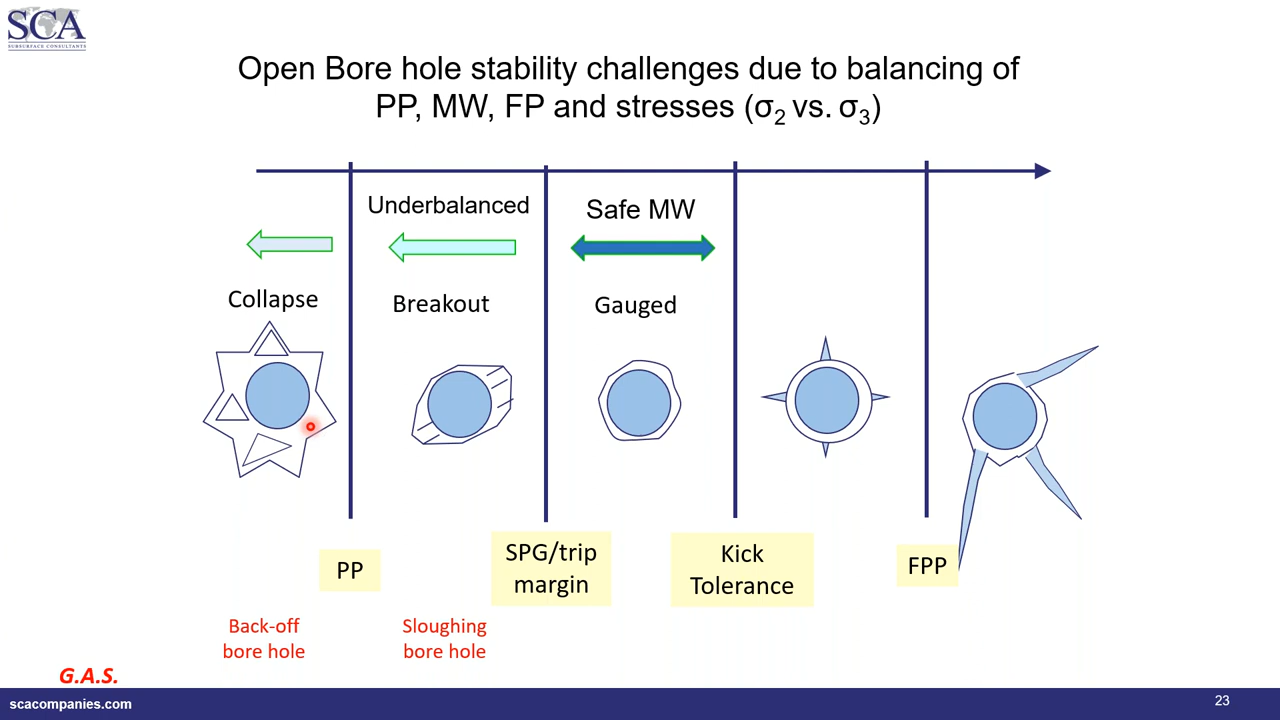 SCA
SUBSURFACE CONSULTANTS
Open Bore hole stability challenges due to balancing of
PP, MW, FP and stresses (σ2 vs. σ3)
Underbalanced
Safe MW
Collapse
Breakout
Gauged
PP
SPG/trip
margin
Kick
Tolerance
FPP
Back-off
bore hole
Sloughing
bore hole
G.A.S.
scacompanies.com
23